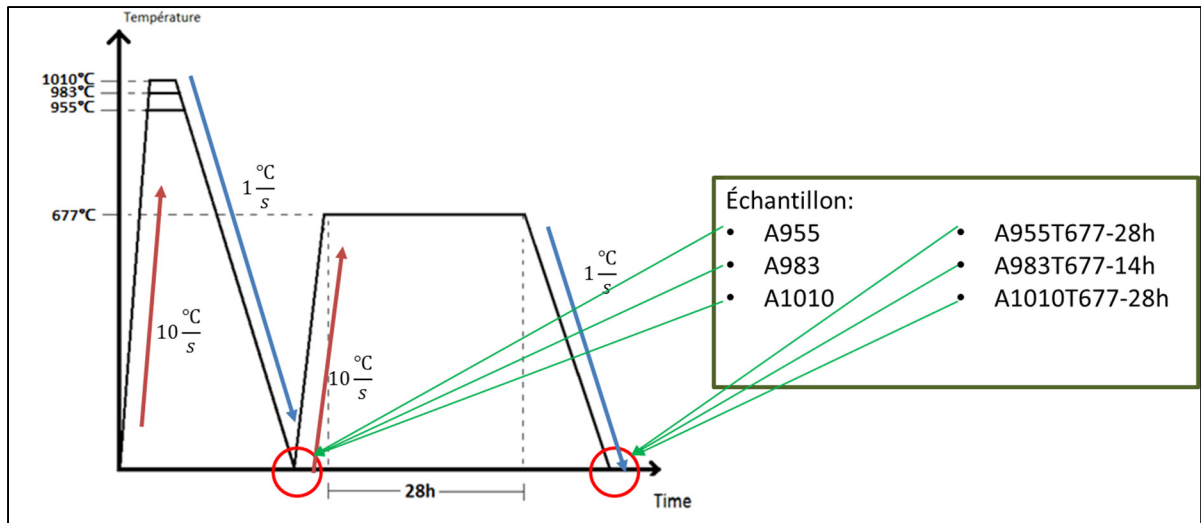 Température
1010℃
983℃
955℃
1 °C/s
677℃
10 °C/s
10 °C/s
28h
1 °C/s
Time
Échantillon:
• A955
• A983
• A1010
• A955T677-28h
• A983T677-14h
• A1010T677-28h